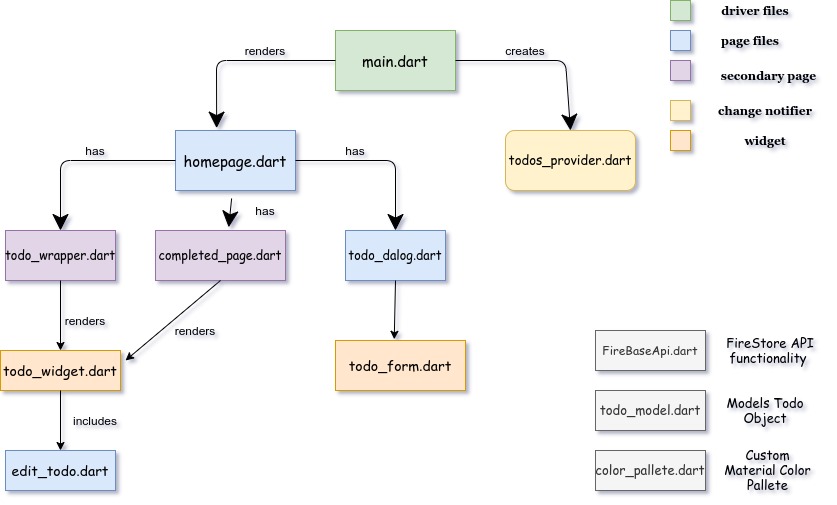 driver files
page files
secondary page
change notifier
widget
renders
main.dart
creates
has
homepage.dart
has
todos_provider.dart
has
todo_wrapper.dart
completed_page.dart
todo_dalog.dart
renders
renders
todo_widget.dart
todo_form.dart
includes
edit_todo.dart
FireBaseApi.dart
FireStore API
functionality
todo_model.dart
Models Todo
Object
color_pallete.dart
Custom
Material Color
Pallete